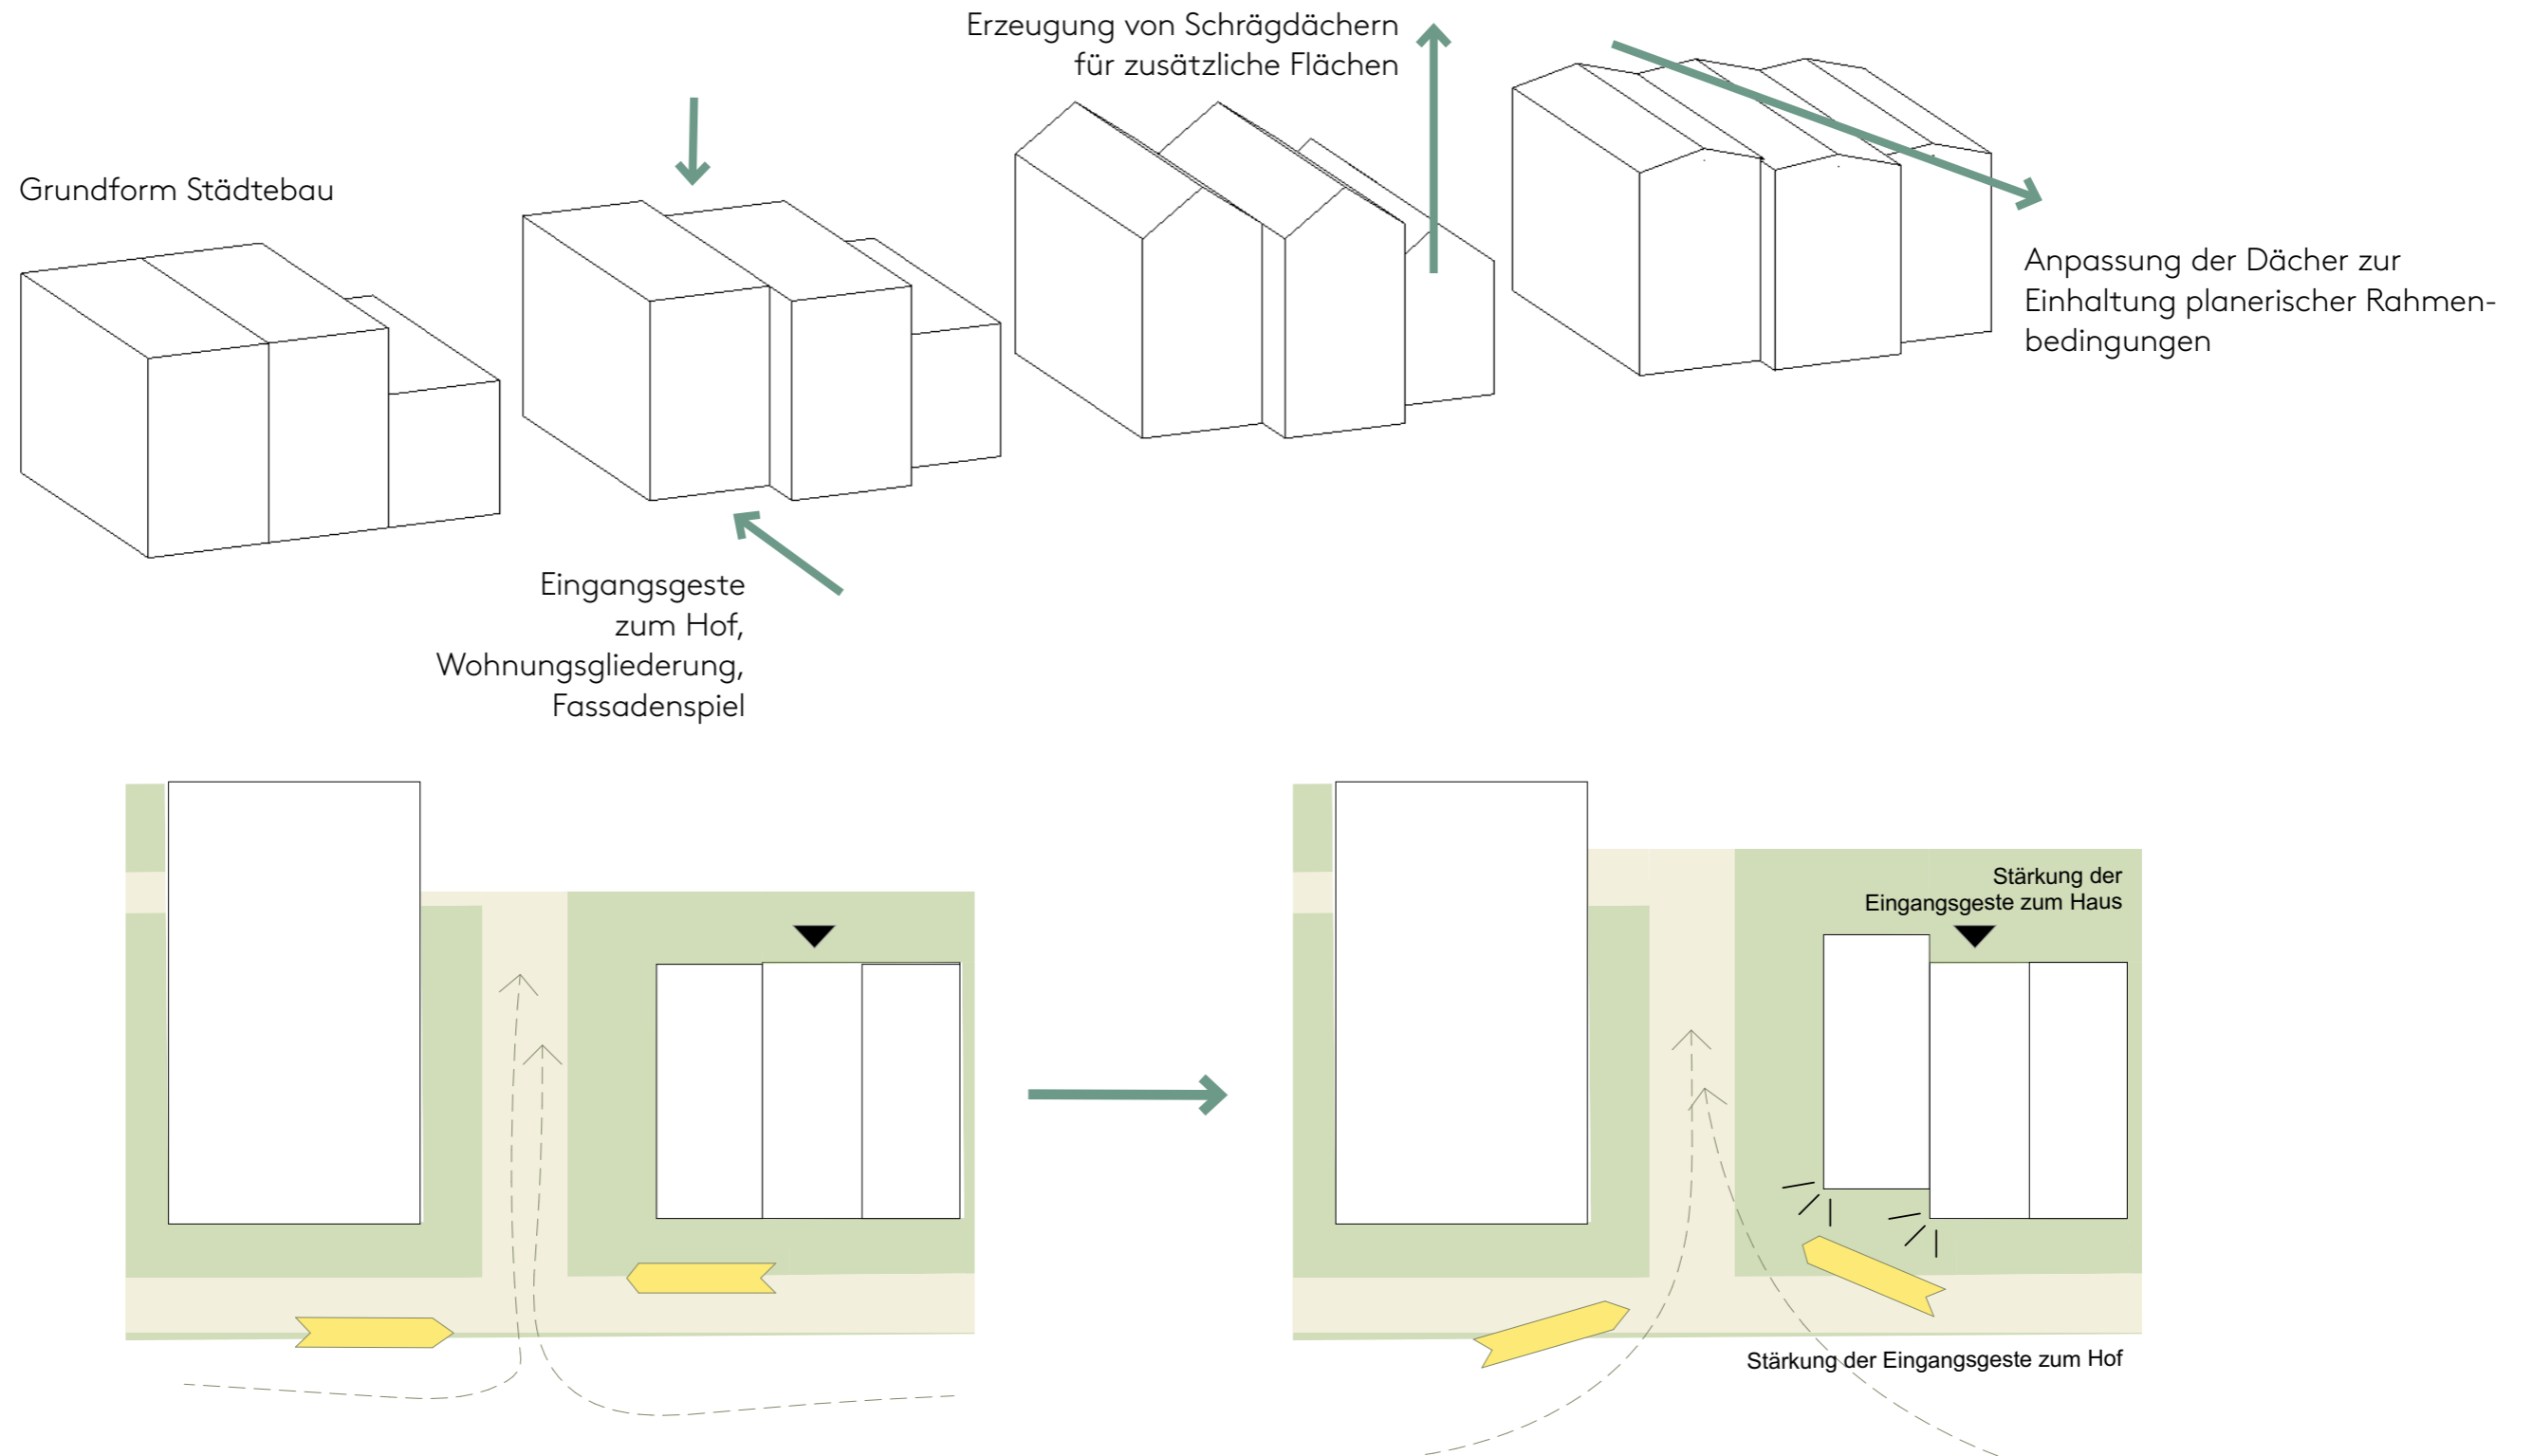 Grundform Städtebau
Eingangsgeste
zum Hof,
Wohnungsgliederung,
Fassadenspiel
Erzeugung von Schrägdächern
für zusätzliche Flächen
Anpassung der Dächer zur
Einhaltung planerischer Rahmen-
bedingungen
Stärkung der
Eingangsgeste zum Haus
Stärkung der Eingangsgeste zum Hof